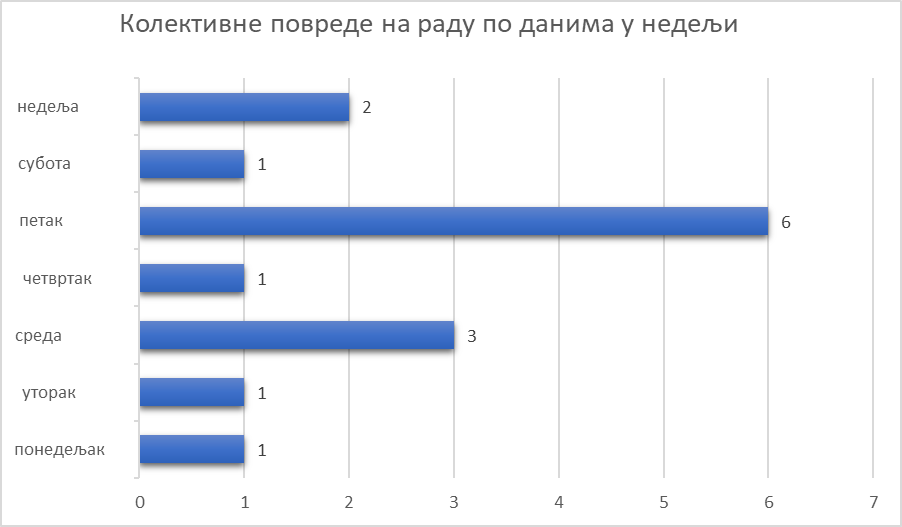 Колективне повреде на раду по данима у недељи
недеља 2
субота 1
петак 6
четвртак 1
среда 3
уторак 1
понедељак 1
0 1 2 3 4 5 6 7